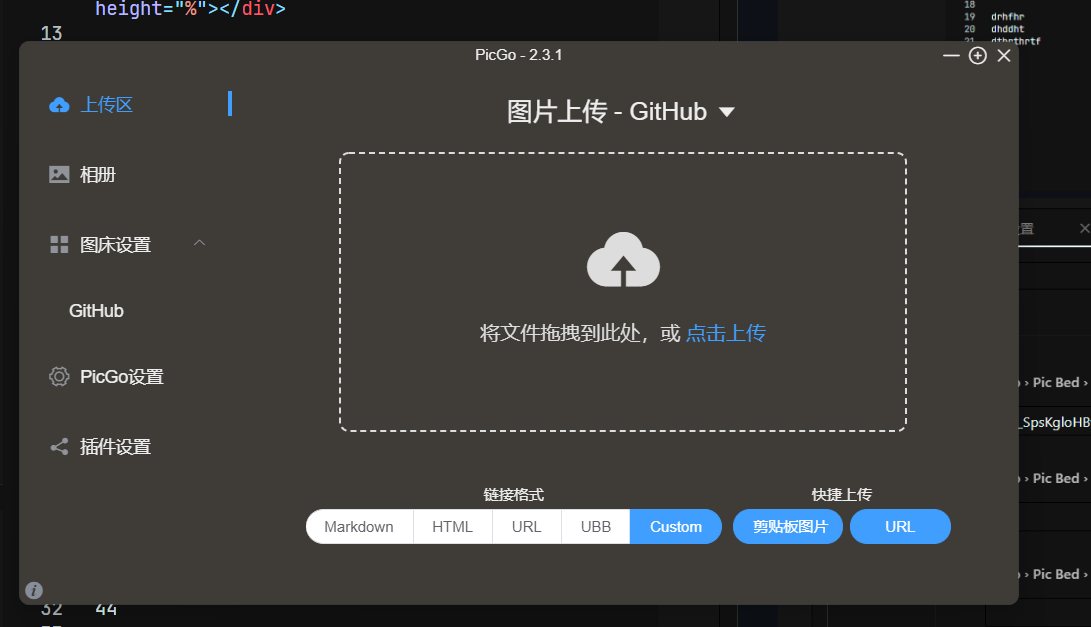 height="%"></div>
13
18
19 drhfhr
20 dhddht
21 dthrthrtf
PicGo - 2.3.1
上传区
图片上传 - GitHub
相册
图床设置
置
GitHub
将文件拖拽到此处，或 点击上传
PicGo设置
› Pic Bed ›
_SpsKgloHB
插件设置
› Pic Bed ›
链接格式
快捷上传
Markdown
HTML
URL
UBB
Custom
剪贴板图片
URL
› Pic Bed ›
32 44